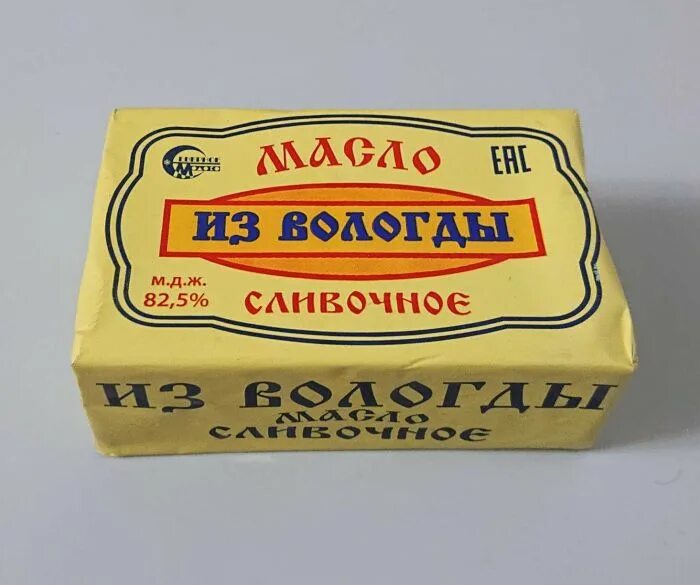 МАСЛО
ЕАС
ИЗ ВОЛОГДЫ
М.Д.Ж.
82,5%
СЛИВОЧНОЕ
ИЗ ВОЛОГДЫ
МАСЛО
СЛИВОЧНОЕ